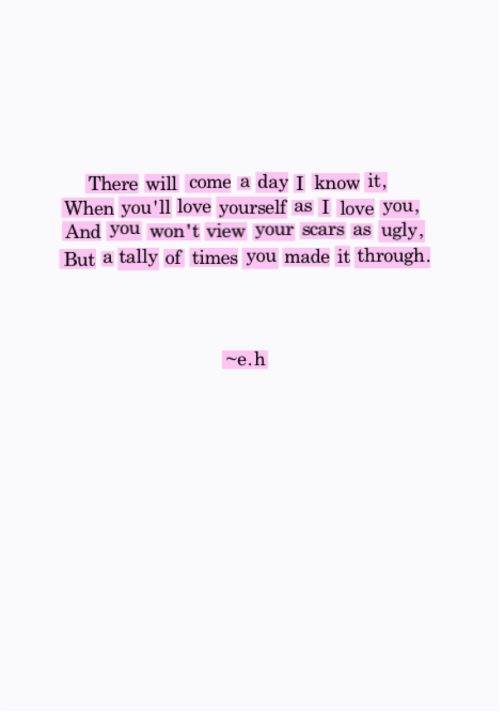 There will come a day I know it,
When you'll love yourself as I love you,
And you won't view your scars as ugly,
But a tally of times you made it through.
~e.h